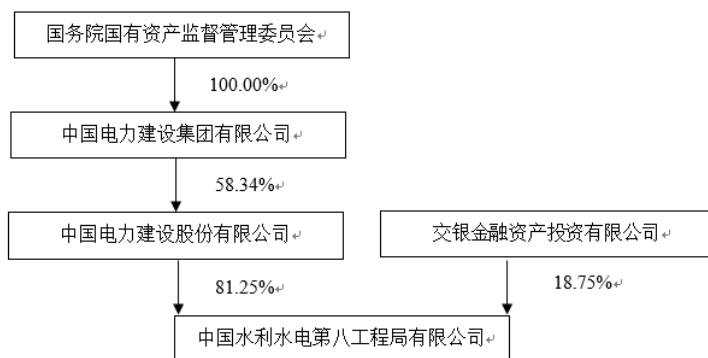 国务院国有资产监督管理委员会
100.00%
中国电力建设集团有限公司
58.34%
中国电力建设股份有限公司
交银金融资产投资有限公司
81.25%
18.75%
中国水利水电第八工程局有限公司